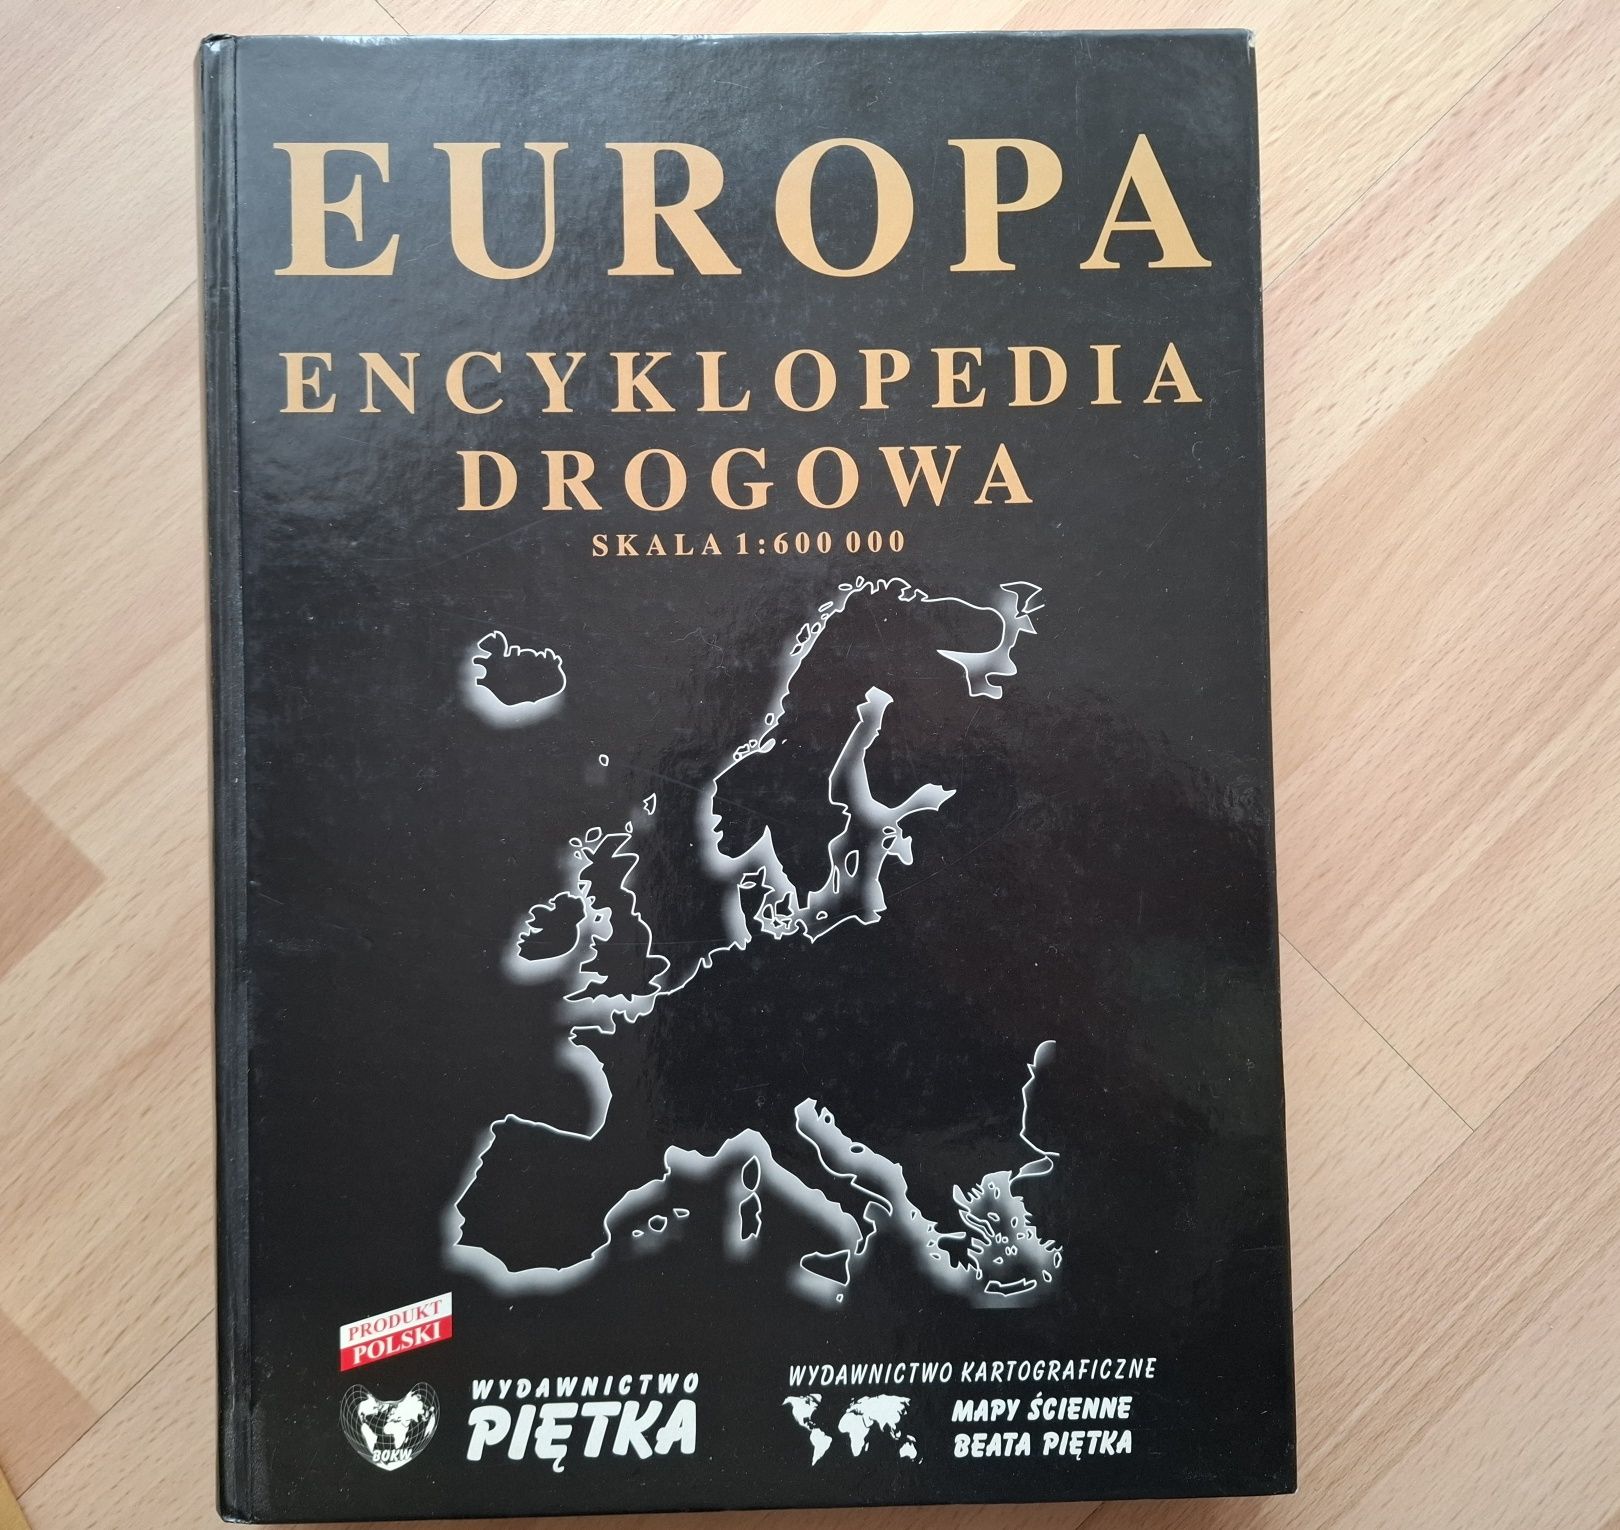 EUROPA
ENCYKLOPEDIA
DROGOWA
SKALA 1:600 000
PRODUKT
POLSKI
BOKW
WYDAWNICTWO
PIĘTKA
WYDAWNICTWO KARTOGRAFICZNE
MAPY ŚCIENNE
BEATA PIĘTKA